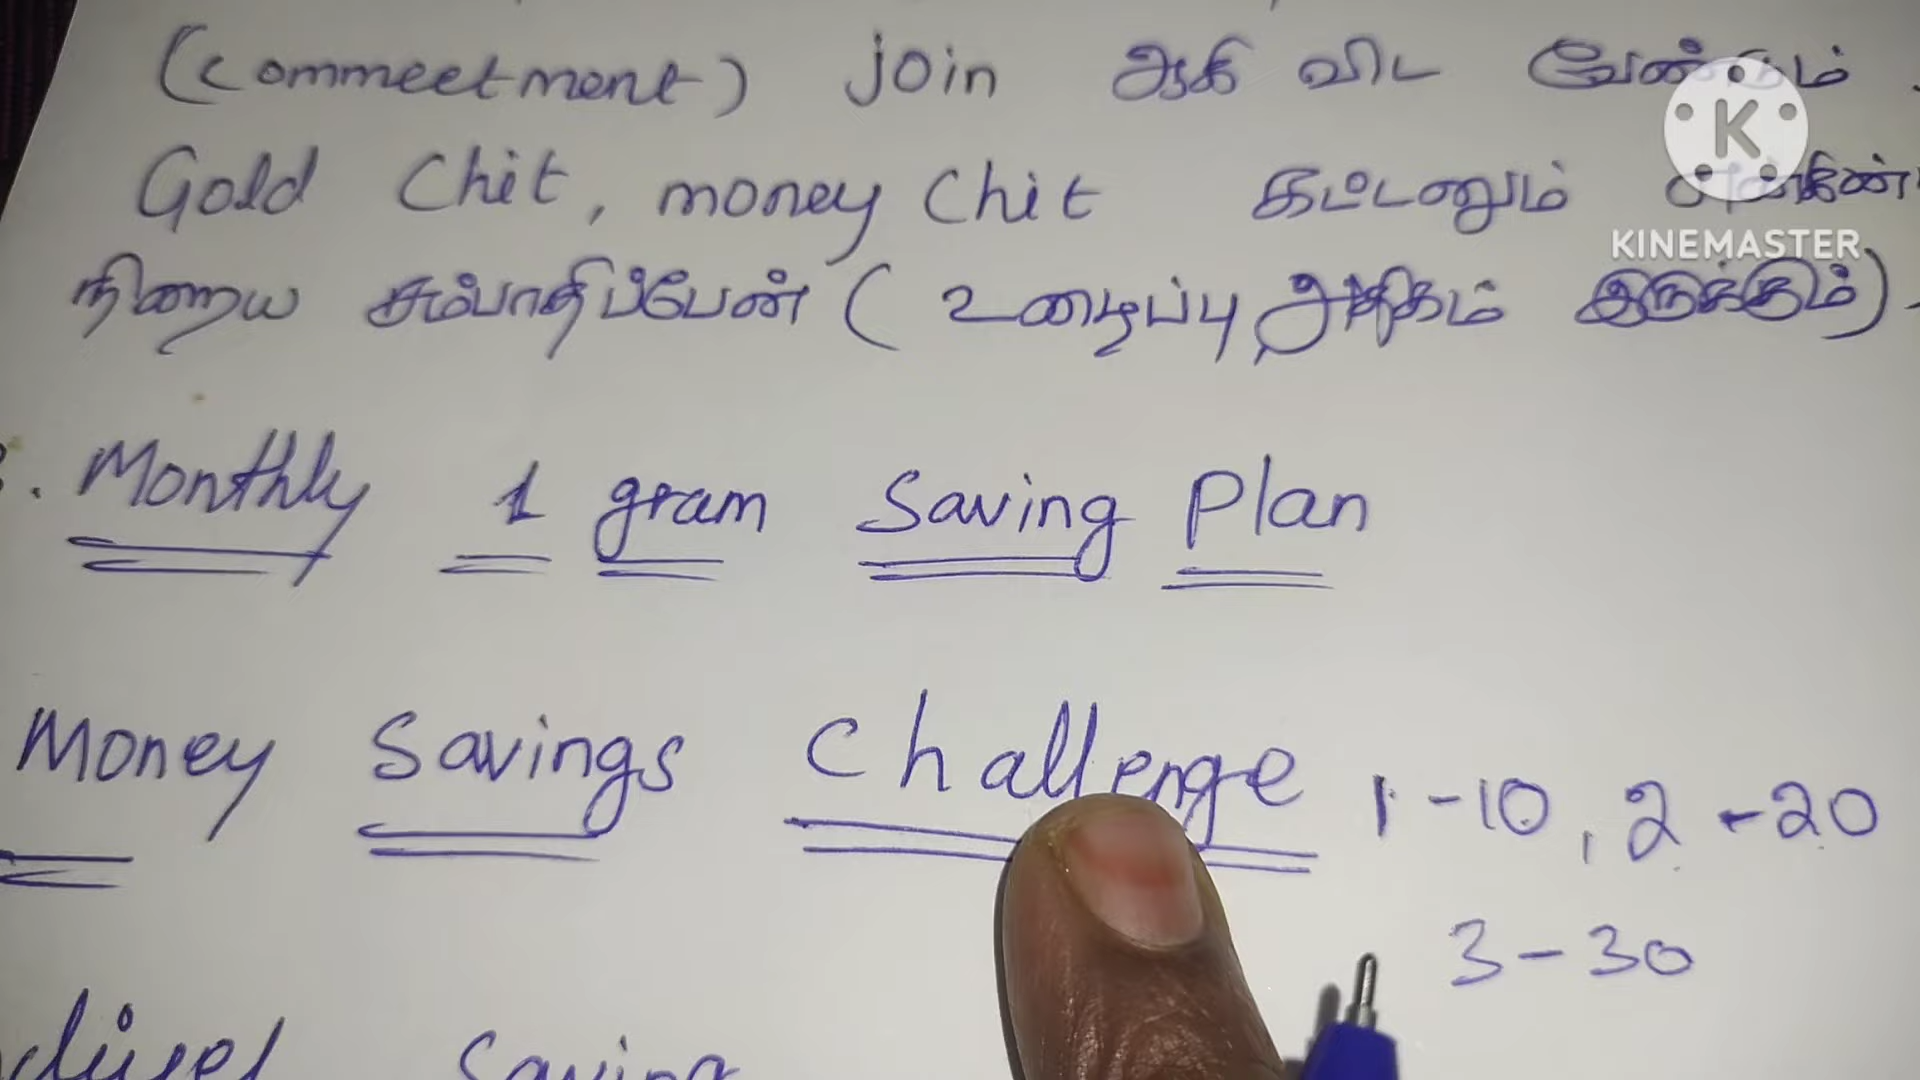 (commeetment) join ஆகி விட வேண்டும்.
Gold Chit, money Chit கட்டனும்
நிறைய சம்பாதிப்பேன் (உழைப்பு அதிகம் இருக்கும்).
KINEMASTER
. Monthly 1 gram Saving Plan
Money Savings Challenge 1 - 10, 2 - 20
3 - 30
Saving